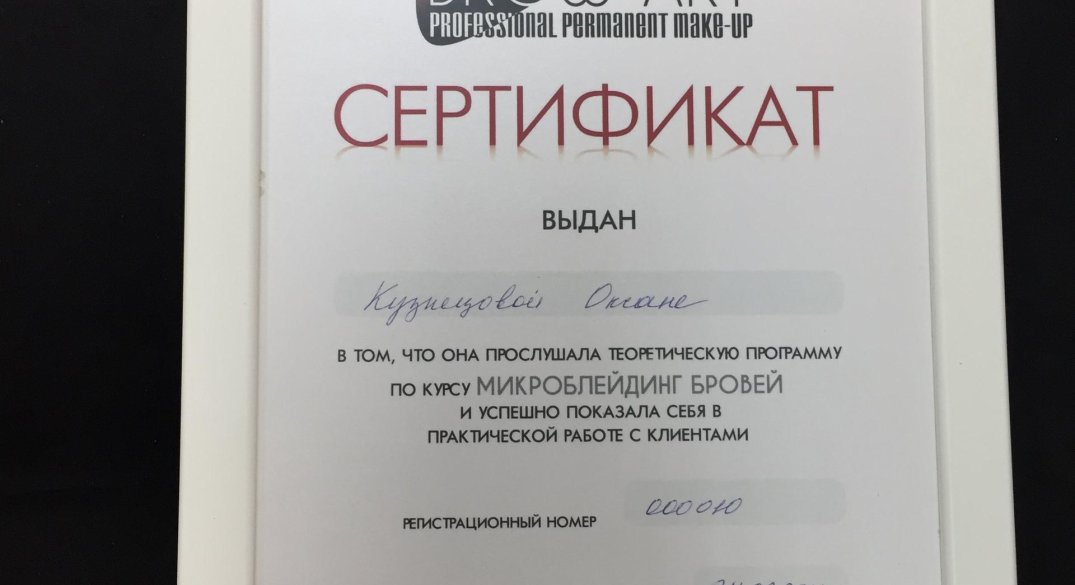 PROFESSIONAL PERMANENT MAKE-UP
СЕРТИФИКАТ
ВЫДАН
Кузнецовой Оксане
В ТОМ, ЧТО ОНА ПРОСЛУШАЛА ТЕОРЕТИЧЕСКУЮ ПРОГРАММУ
ПО КУРСУ МИКРОБЛЕЙДИНГ БРОВЕЙ
И УСПЕШНО ПОКАЗАЛА СЕБЯ В
ПРАКТИЧЕСКОЙ РАБОТЕ С КЛИЕНТАМИ
РЕГИСТРАЦИОННЫЙ НОМЕР